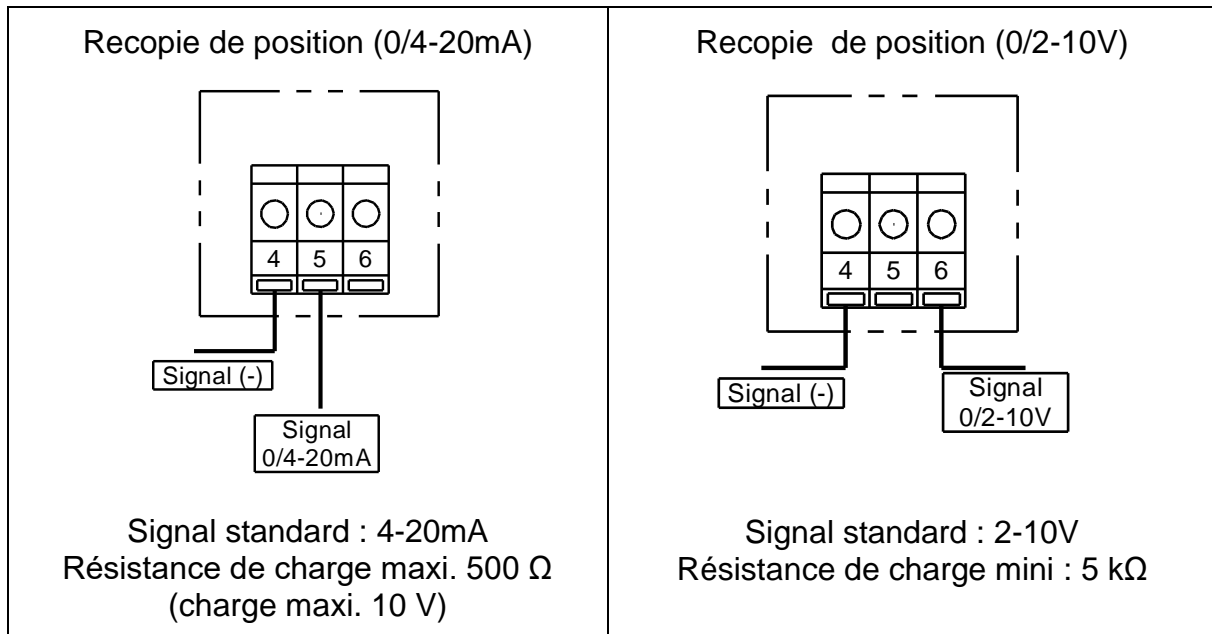 Recopie de position (0/4-20mA)
4 5 6
Signal (-)
Signal
0/4-20mA
Signal standard : 4-20mA
Résistance de charge maxi. 500 Ω
(charge maxi. 10 V)
Recopie de position (0/2-10V)
4 5 6
Signal (-)
Signal
0/2-10V
Signal standard : 2-10V
Résistance de charge mini : 5 kΩ